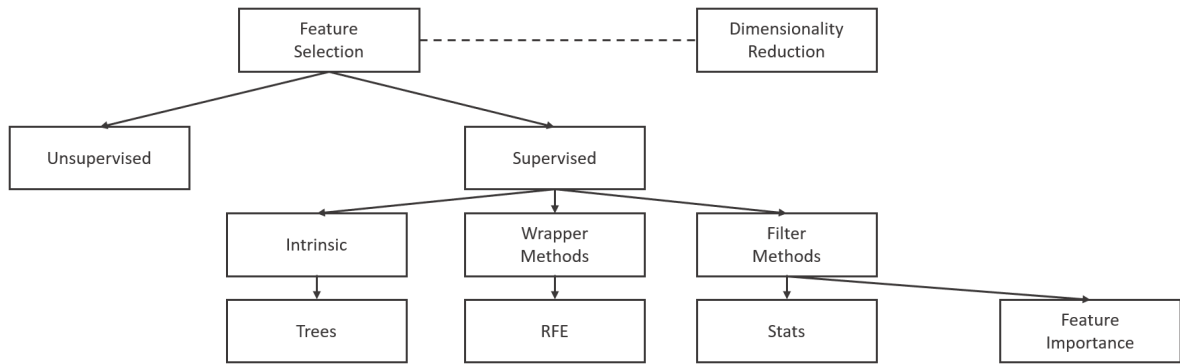 Feature
Selection
Dimensionality
Reduction
Unsupervised
Supervised
Intrinsic
Wrapper
Methods
Filter
Methods
Trees
RFE
Stats
Feature
Importance